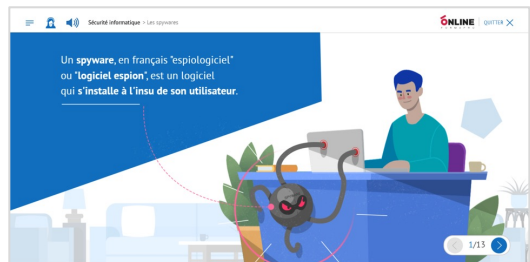 Sécurité informatique > Les spywares
ONLINE
QUITTER
Un spyware, en français "espiologiciel"
ou "logiciel espion", est un logiciel
qui s'installe à l'insu de son utilisateur.
1/13